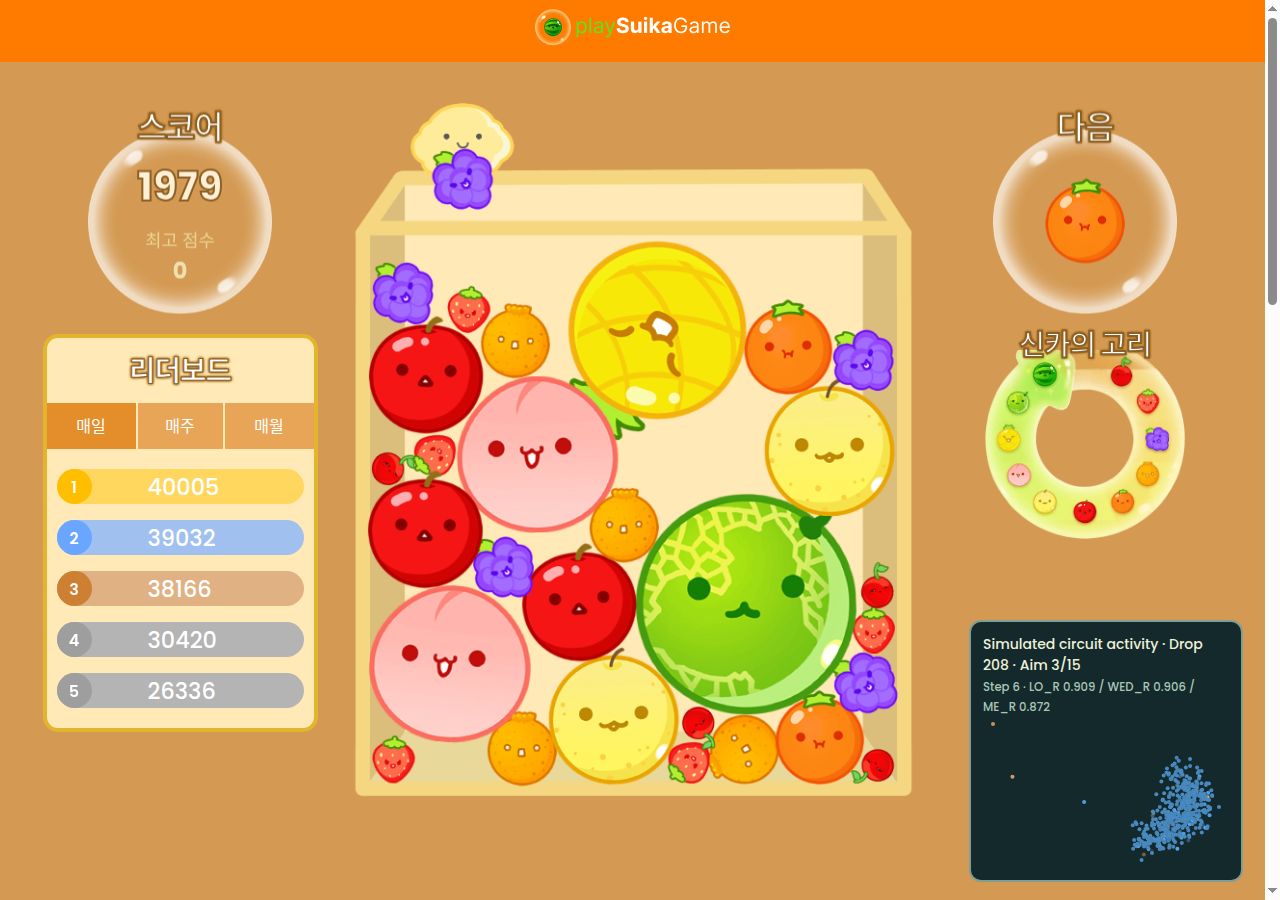 playSuikaGame
스코어
1979
최고 점수
0
리더보드
매일 매주 매월
1 40005
2 39032
3 38166
4 30420
5 26336
다음
신카의 고리
Simulated circuit activity · Drop
208 · Aim 3/15
Step 6 · LO_R 0.909 / WED_R 0.906 /
ME_R 0.872